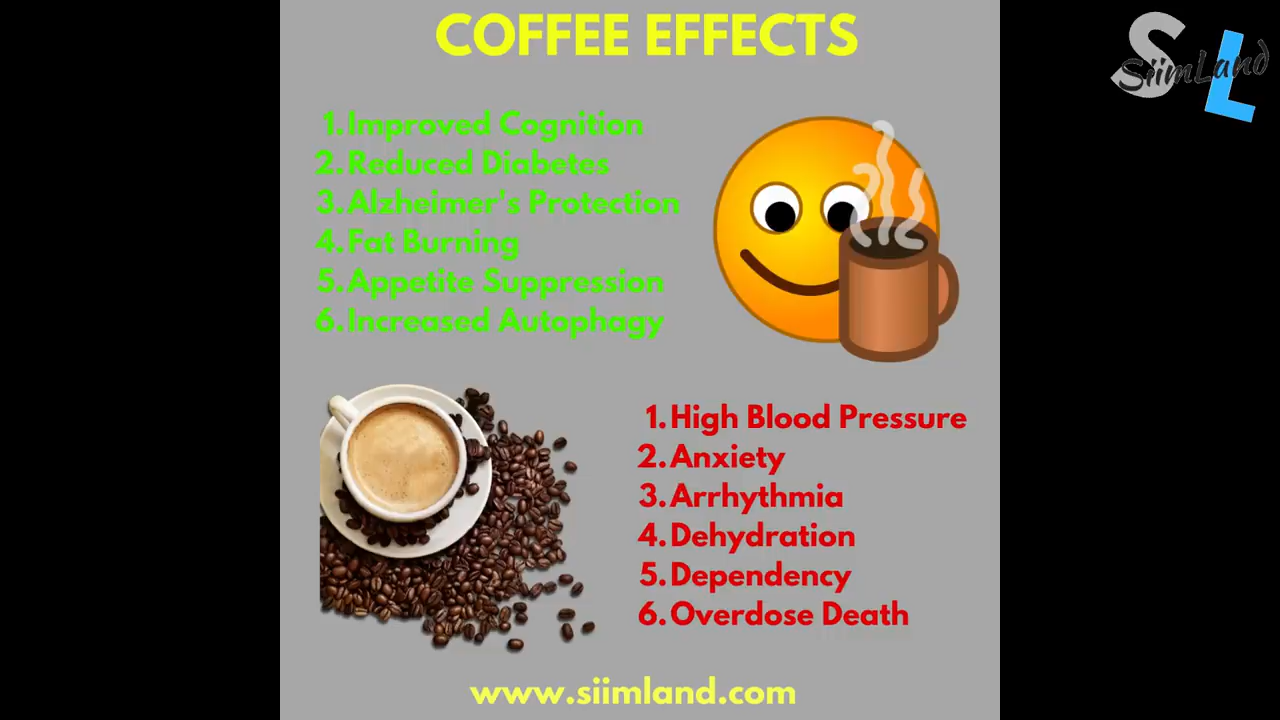 COFFEE EFFECTS
SL
SiimLand
1. Improved Cognition
2. Reduced Diabetes
3. Alzheimer's Protection
4. Fat Burning
5. Appetite Suppression
6. Increased Autophagy
1. High Blood Pressure
2. Anxiety
3. Arrhythmia
4. Dehydration
5. Dependency
6. Overdose Death
www.siimland.com